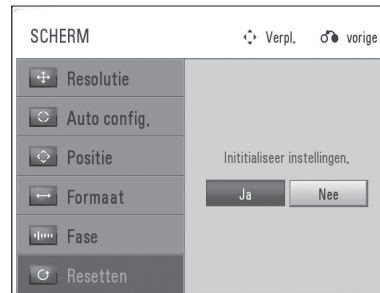 SCHERM
Verpl. vorige
Resolutie
Auto config.
Positie
Formaat
Fase
Resetten
Inititialiseer instellingen.
Ja Nee